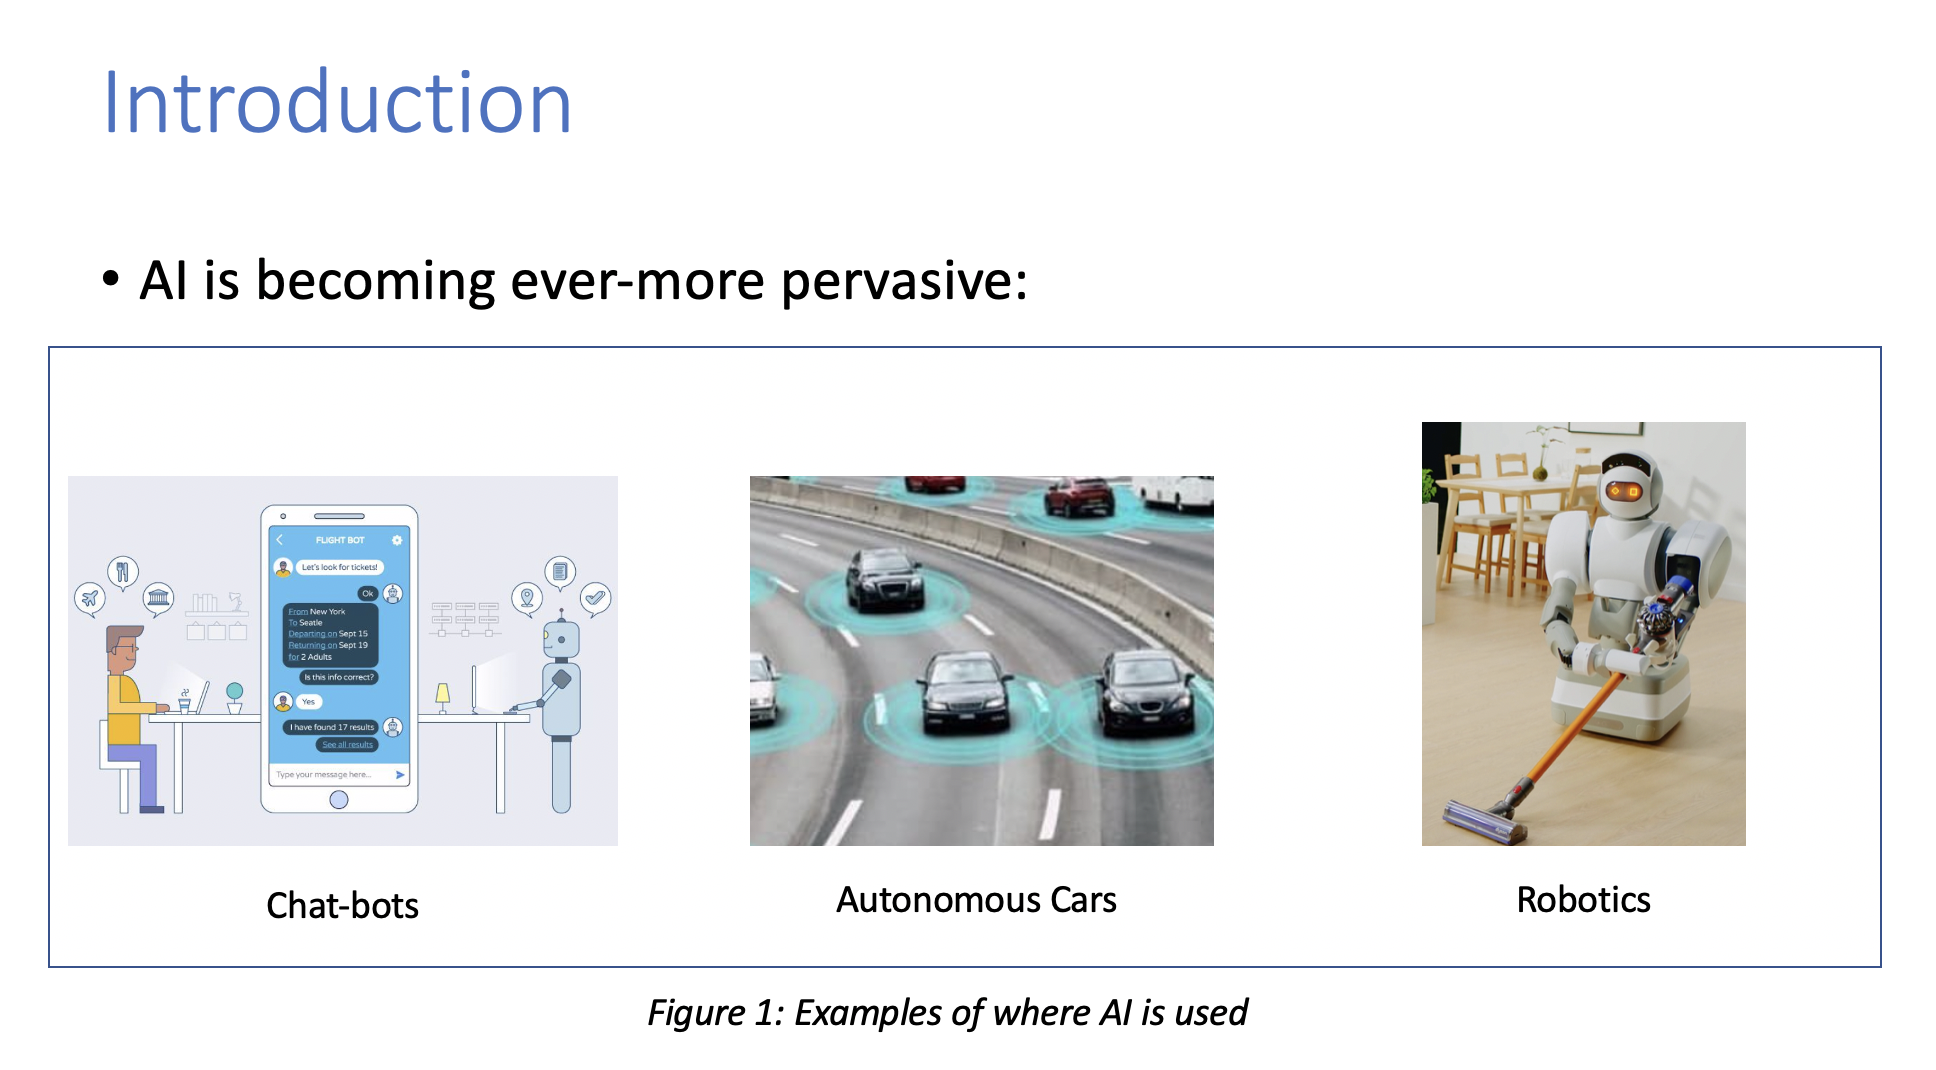 Introduction
• AI is becoming ever-more pervasive:
FLIGHT BOT
Let's look for tickets!
Ok
From New York
To Seatle
Departing on Sept 15
Returning on Sept 19
for 2 Adults
Is this info correct?
Yes
I have found 17 results
See all results
Type your message here...
Chat-bots
Autonomous Cars
Robotics
Figure 1: Examples of where AI is used